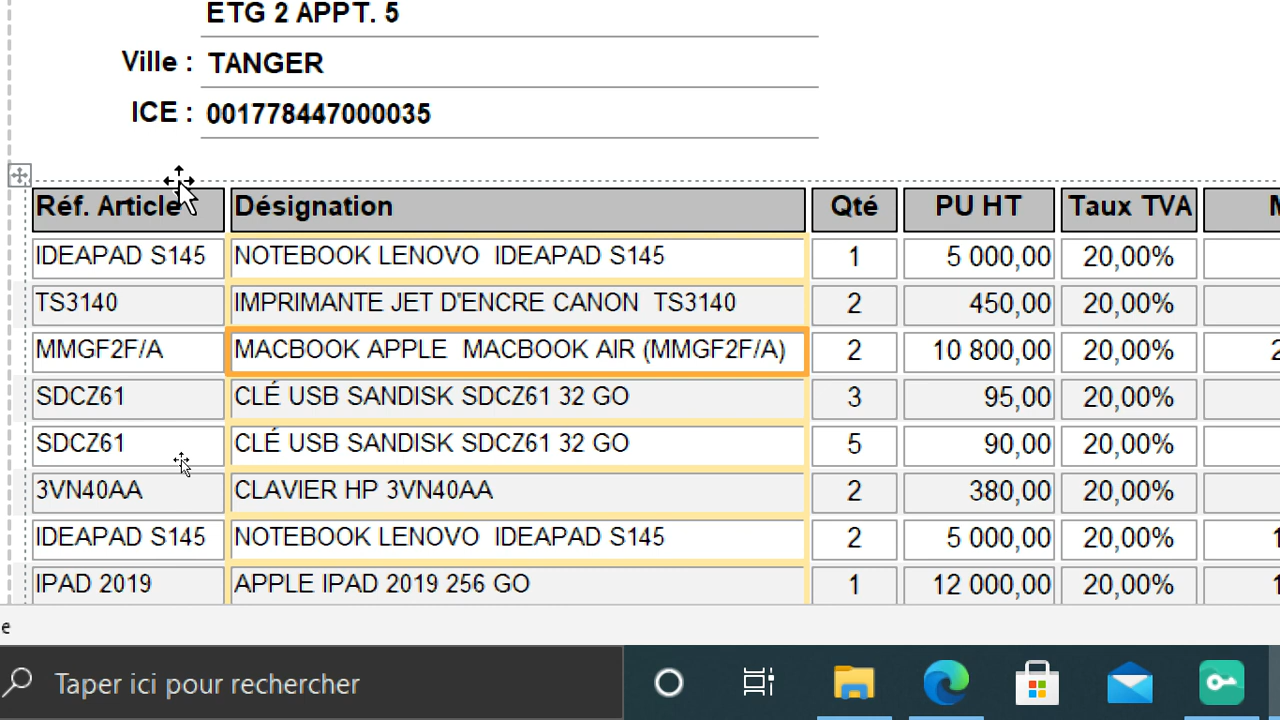 ETG 2 APPT. 5
Ville : TANGER
ICE : 001778447000035
Réf. Article Désignation Qté PU HT Taux TVA
IDEAPAD S145 NOTEBOOK LENOVO IDEAPAD S145 1 5 000,00 20,00%
TS3140 IMPRIMANTE JET D'ENCRE CANON TS3140 2 450,00 20,00%
MMGF2F/A MACBOOK APPLE MACBOOK AIR (MMGF2F/A) 2 10 800,00 20,00% 2
SDCZ61 CLÉ USB SANDISK SDCZ61 32 GO 3 95,00 20,00%
SDCZ61 CLÉ USB SANDISK SDCZ61 32 GO 5 90,00 20,00%
3VN40AA CLAVIER HP 3VN40AA 2 380,00 20,00%
IDEAPAD S145 NOTEBOOK LENOVO IDEAPAD S145 2 5 000,00 20,00% 1
IPAD 2019 APPLE IPAD 2019 256 GO 1 12 000,00 20,00% 1
e
Taper ici pour rechercher